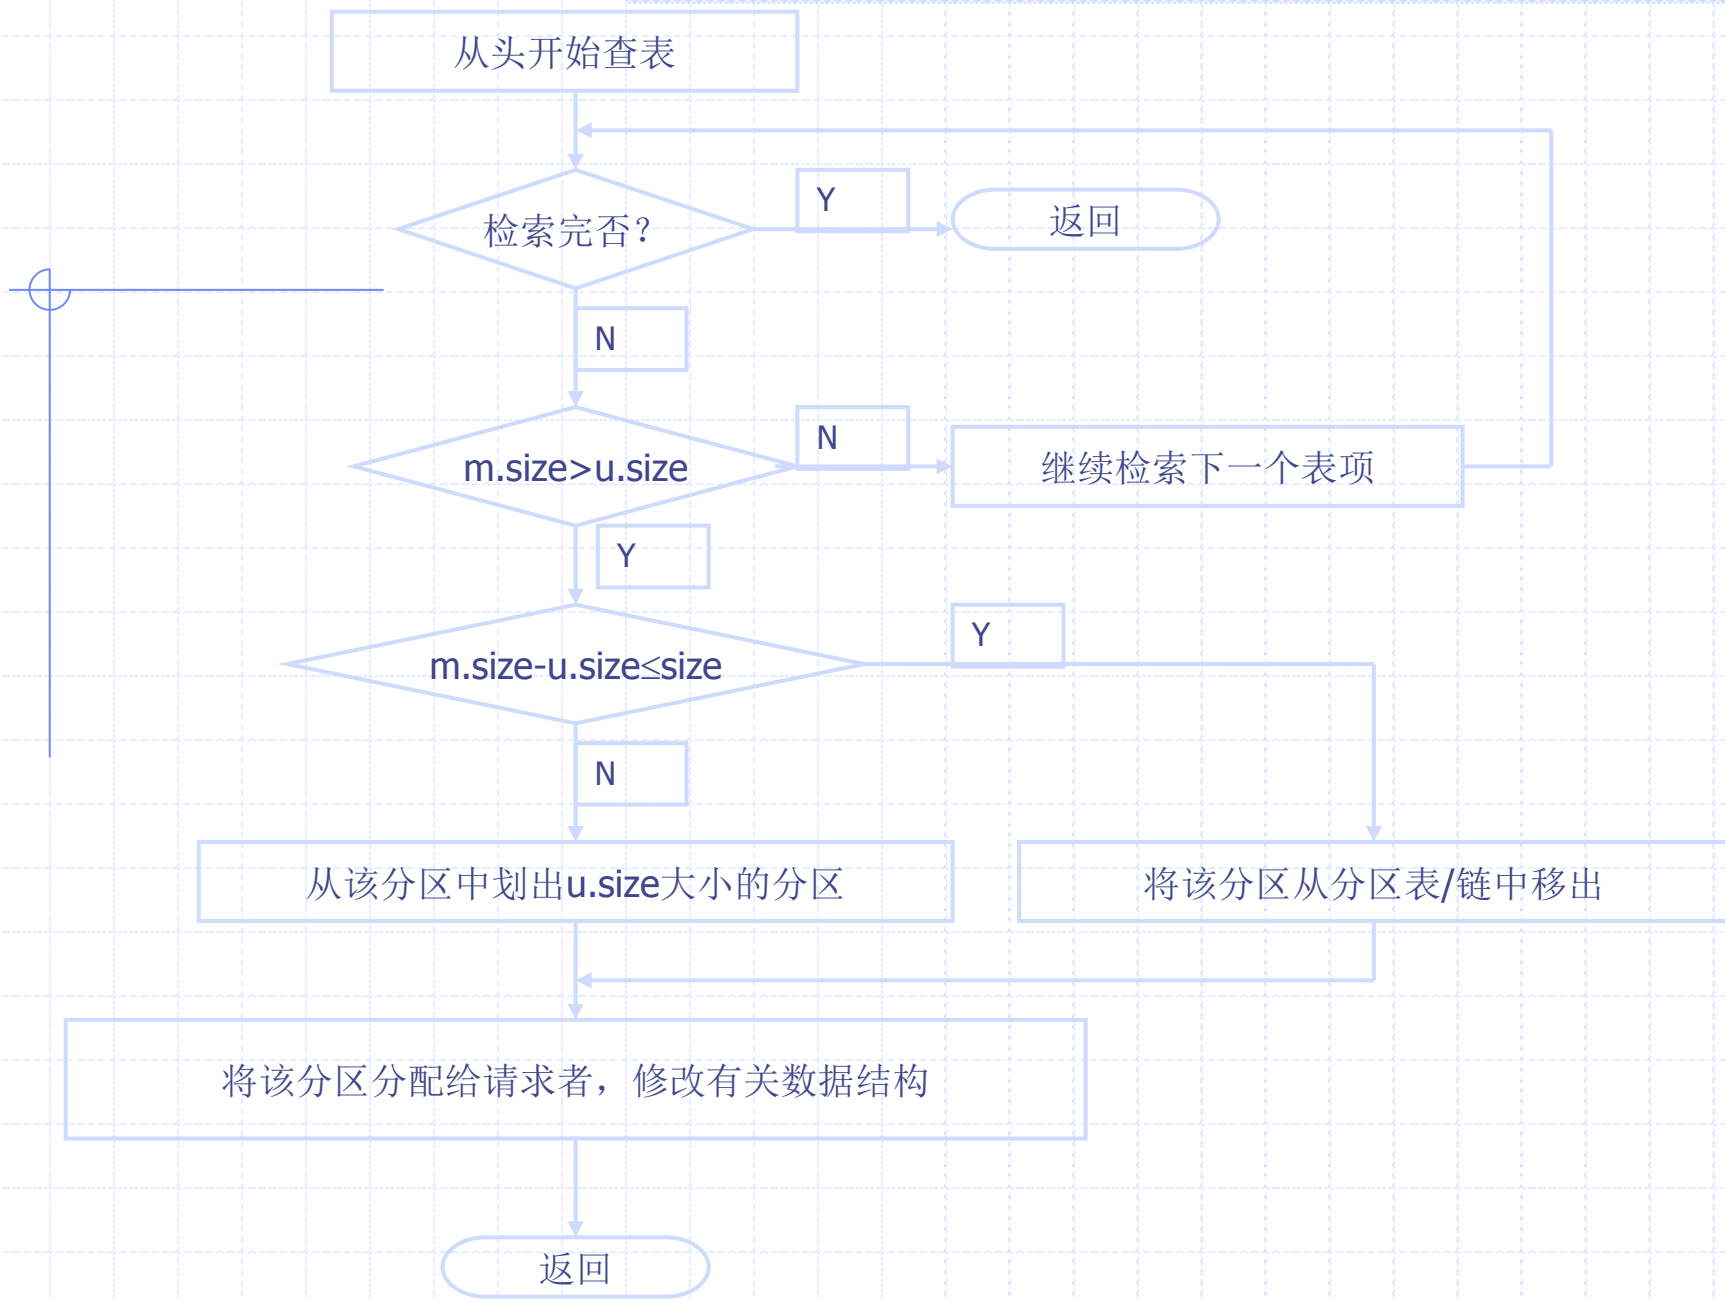 从头开始查表
检索完否?
Y
返回
N
m.size>u.size
N
继续检索下一个表项
Y
m.size-u.size≤size
Y
N
从该分区中划出u.size大小的分区
将该分区从分区表/链中移出
将该分区分配给请求者，修改有关数据结构
返回